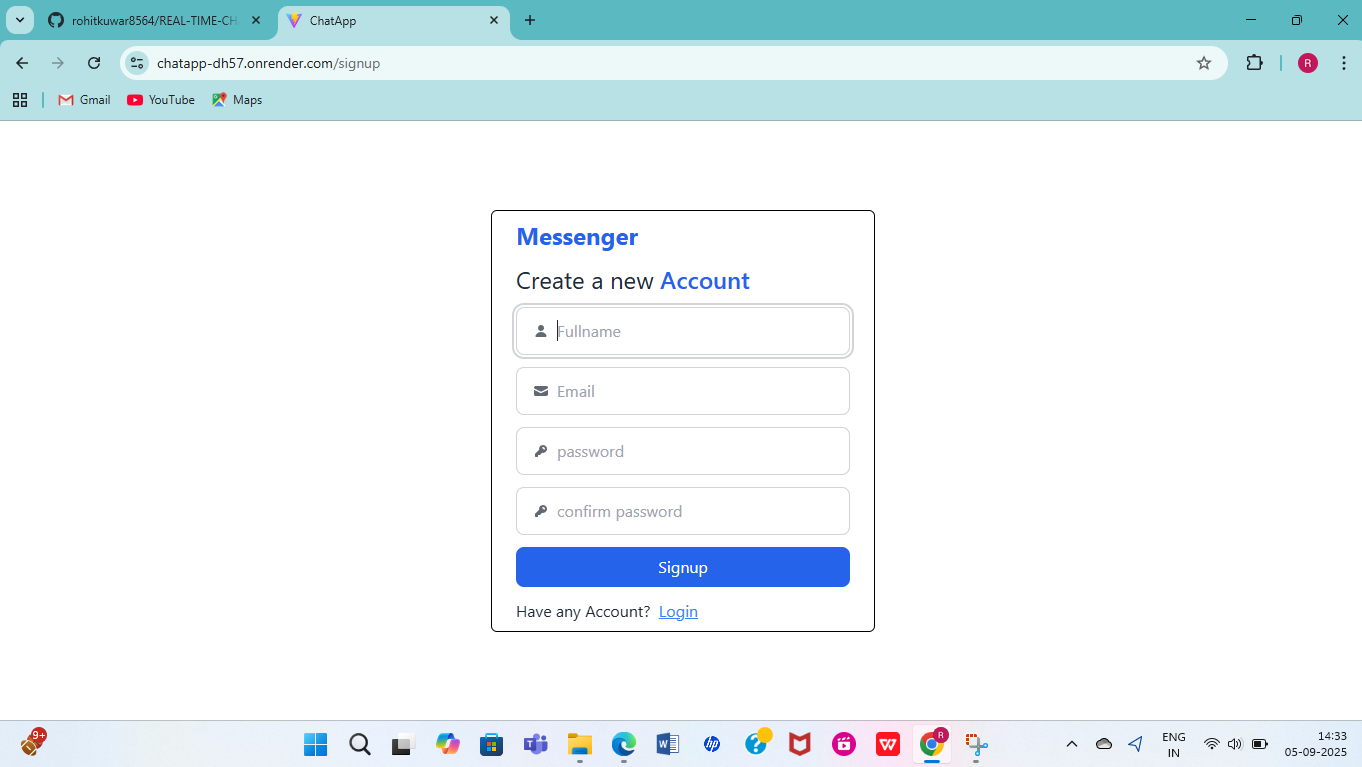 rohitkuwar8564/REAL-TIME-CH
ChatApp
chatapp-dh57.onrender.com/signup
R
Gmail
YouTube
Maps
Messenger
Create a new Account
Fullname
Email
password
confirm password
Signup
Have any Account? Login
9+
W
hp
?
W
R
ENG
IN
14:33
05-09-2025